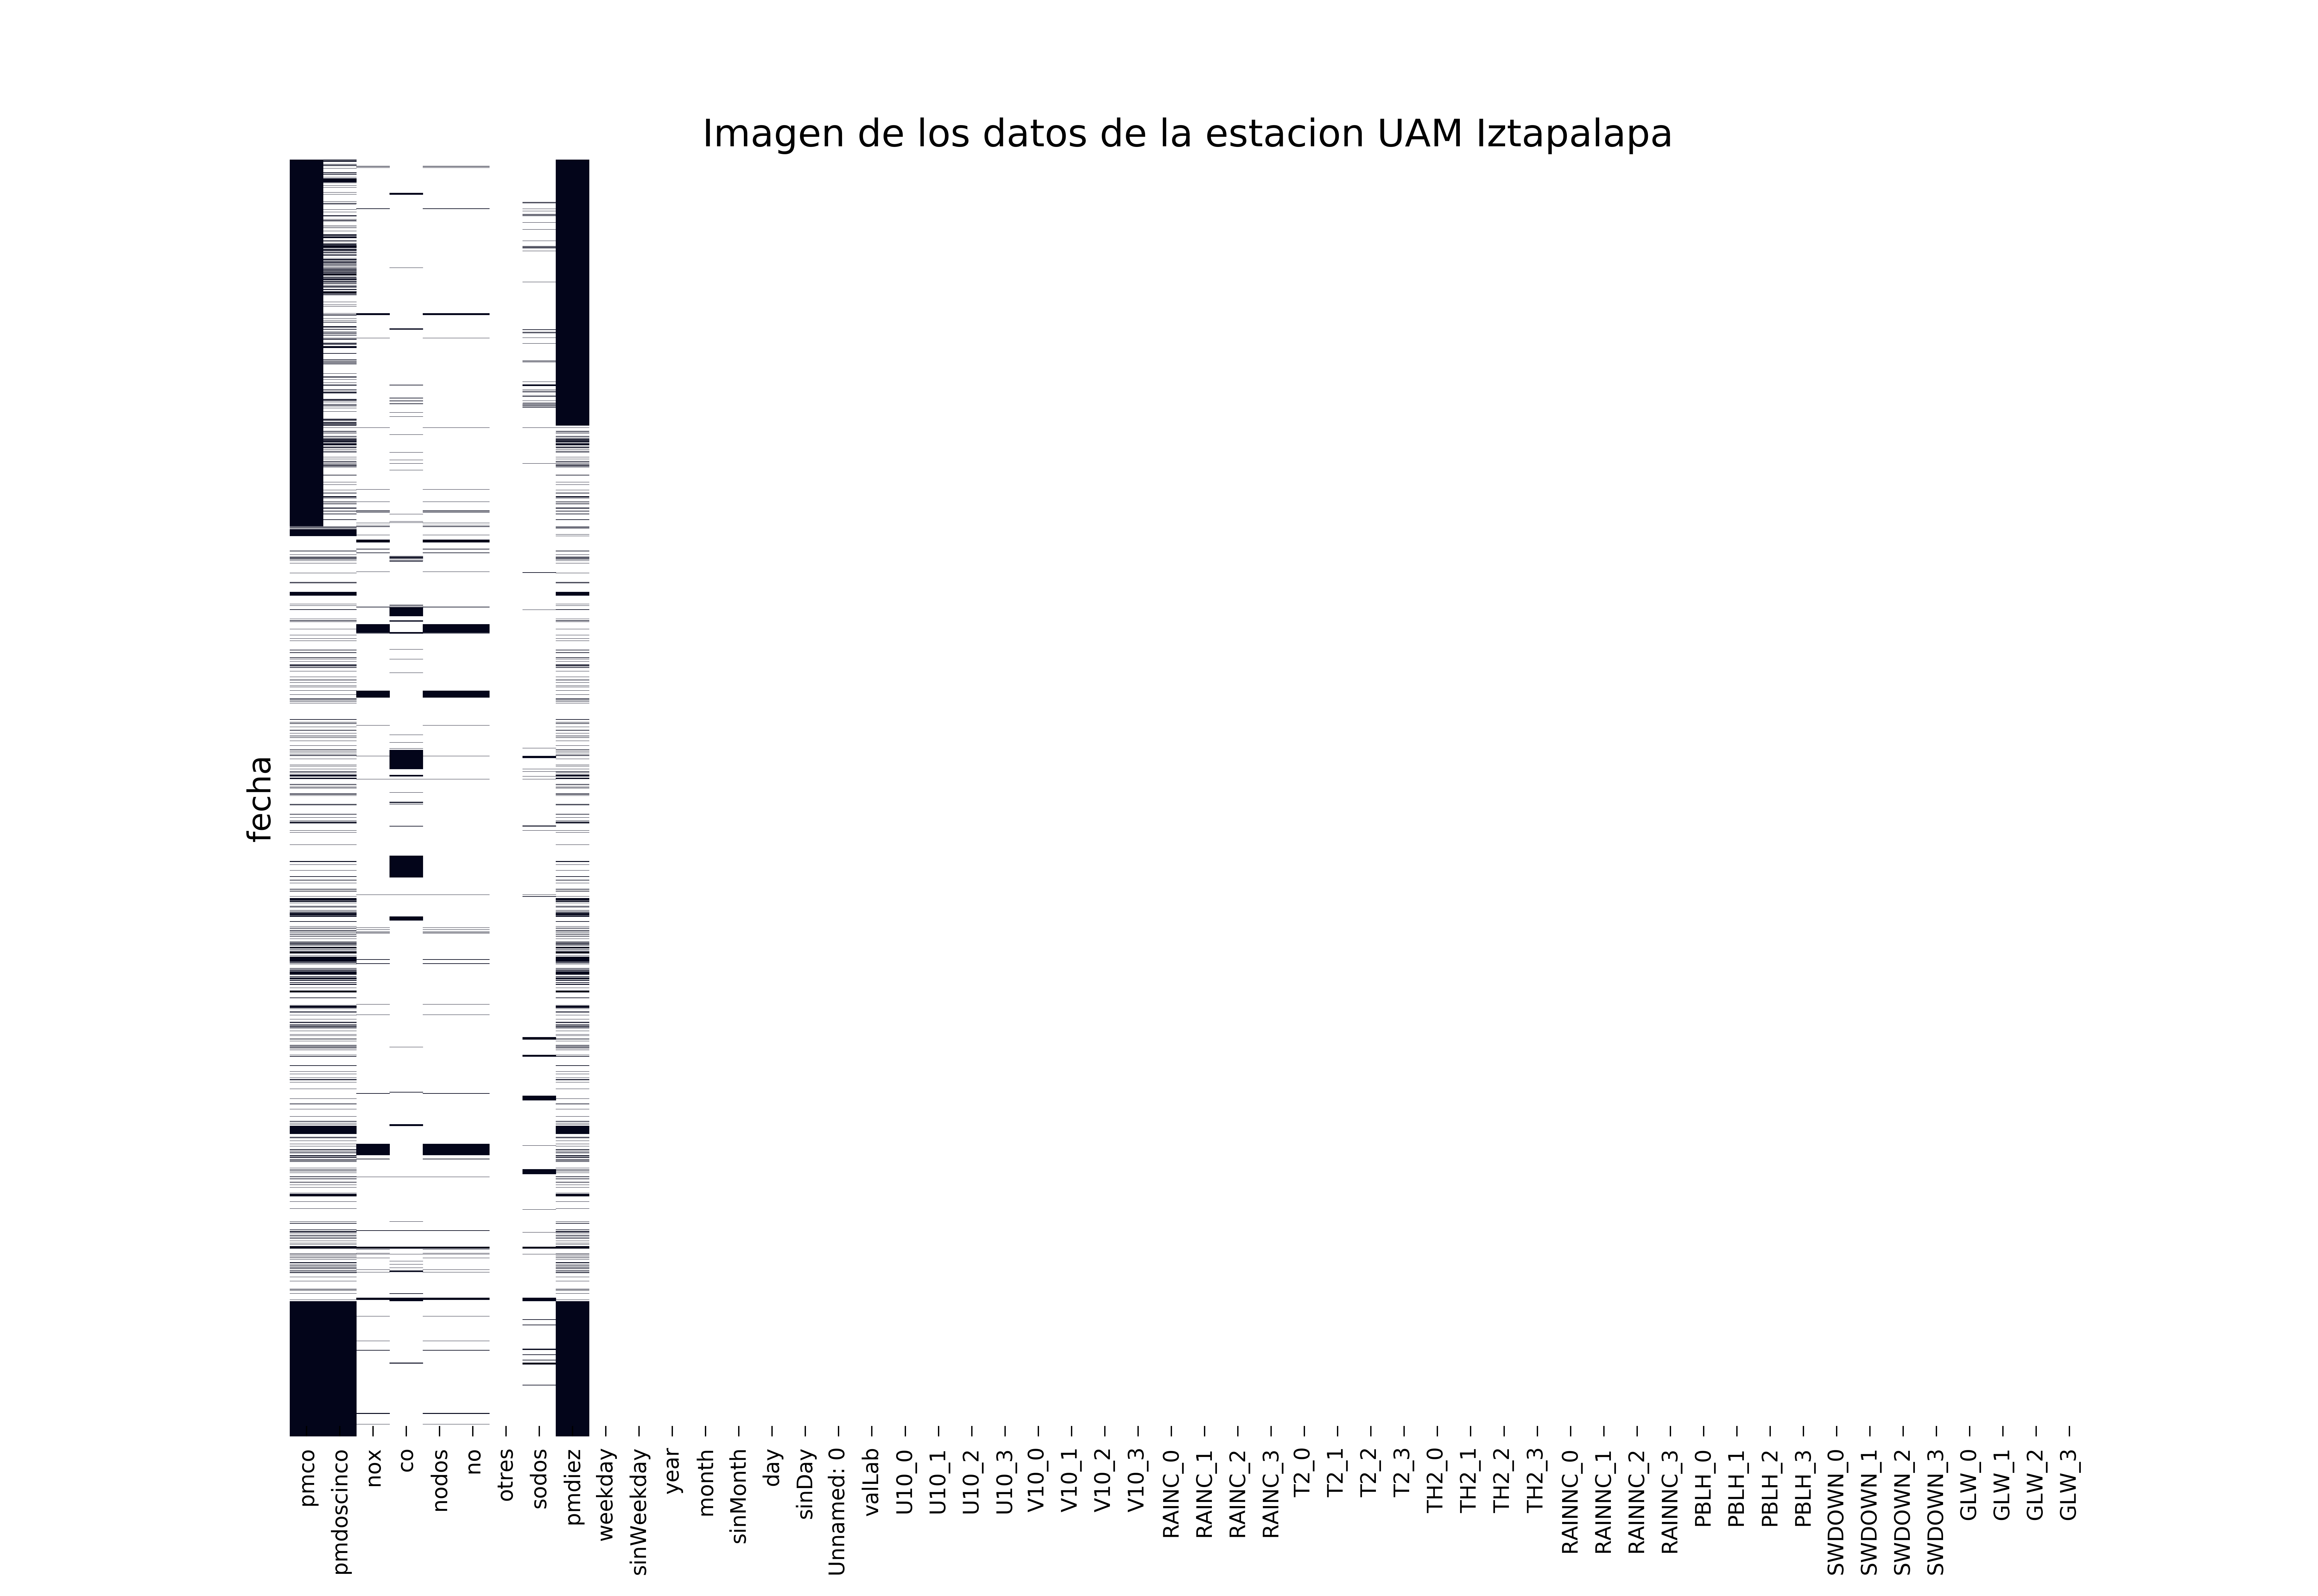 Imagen de los datos de la estacion UAM Iztapalapa
fecha
pmco
pmdoscinco
nox
co
nodos
no
otres
sodos
pmdiez
weekday
sinWeekday
year
month
sinMonth
day
sinDay
Unnamed: 0
valLab
U10_0
U10_1
U10_2
U10_3
V10_0
V10_1
V10_2
V10_3
RAINC_0
RAINC_1
RAINC_2
RAINC_3
T2_0
T2_1
T2_2
T2_3
TH2_0
TH2_1
TH2_2
TH2_3
RAINNC_0
RAINNC_1
RAINNC_2
RAINNC_3
PBLH_0
PBLH_1
PBLH_2
PBLH_3
SWDOWN_0
SWDOWN_1
SWDOWN_2
SWDOWN_3
GLW_0
GLW_1
GLW_2
GLW_3